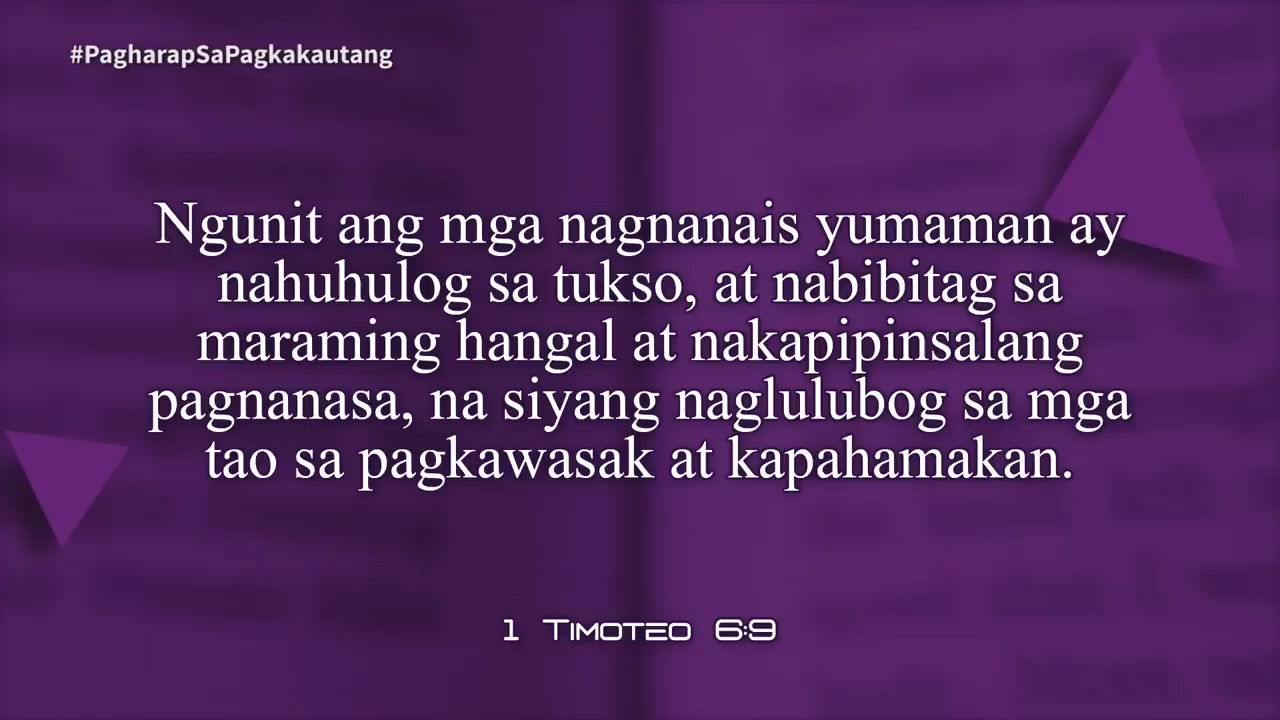 #PagharapSaPagkakautang
Ngunit ang mga nagnanais yumaman ay
nahuhulog sa tukso, at nabibitag sa
maraming hangal at nakapipinsalang
pagnanasa, na siyang naglulubog sa mga
tao sa pagkawasak at kapahamakan.
1 Timoteo 6:9